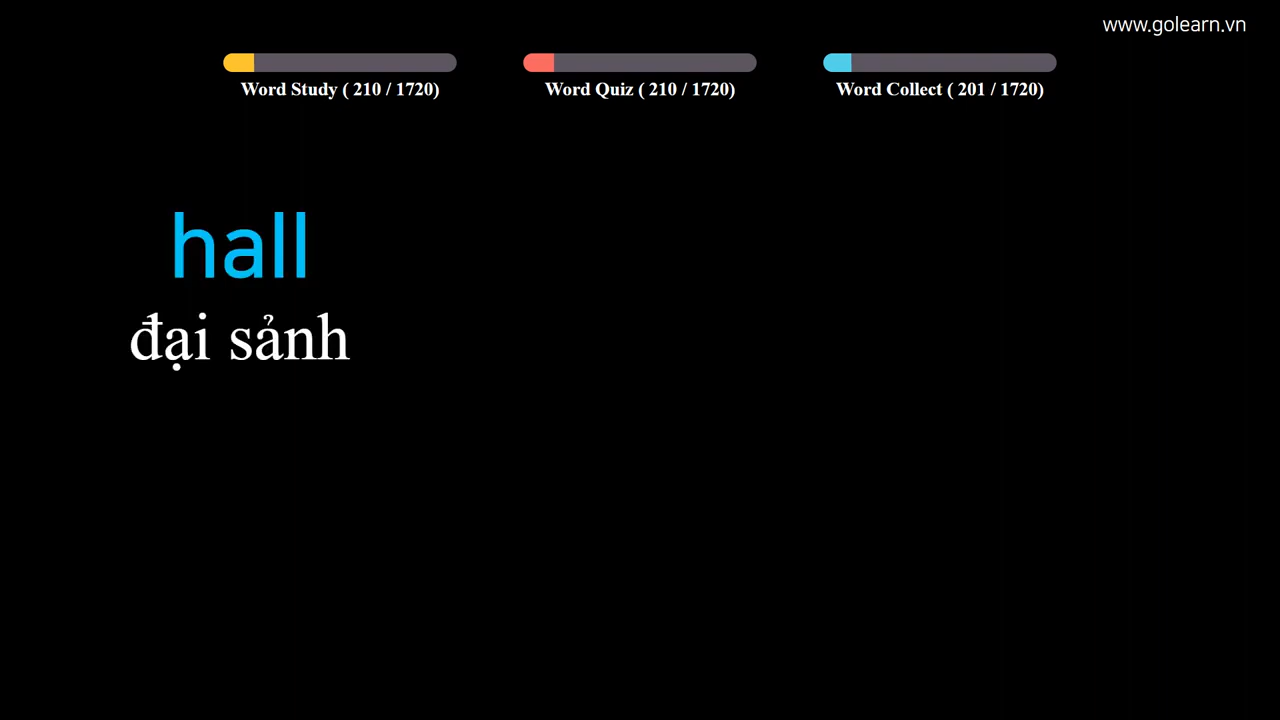 www.golearn.vn
Word Study ( 210 / 1720)
Word Quiz ( 210 / 1720)
Word Collect ( 201 / 1720)
hall
đại sảnh